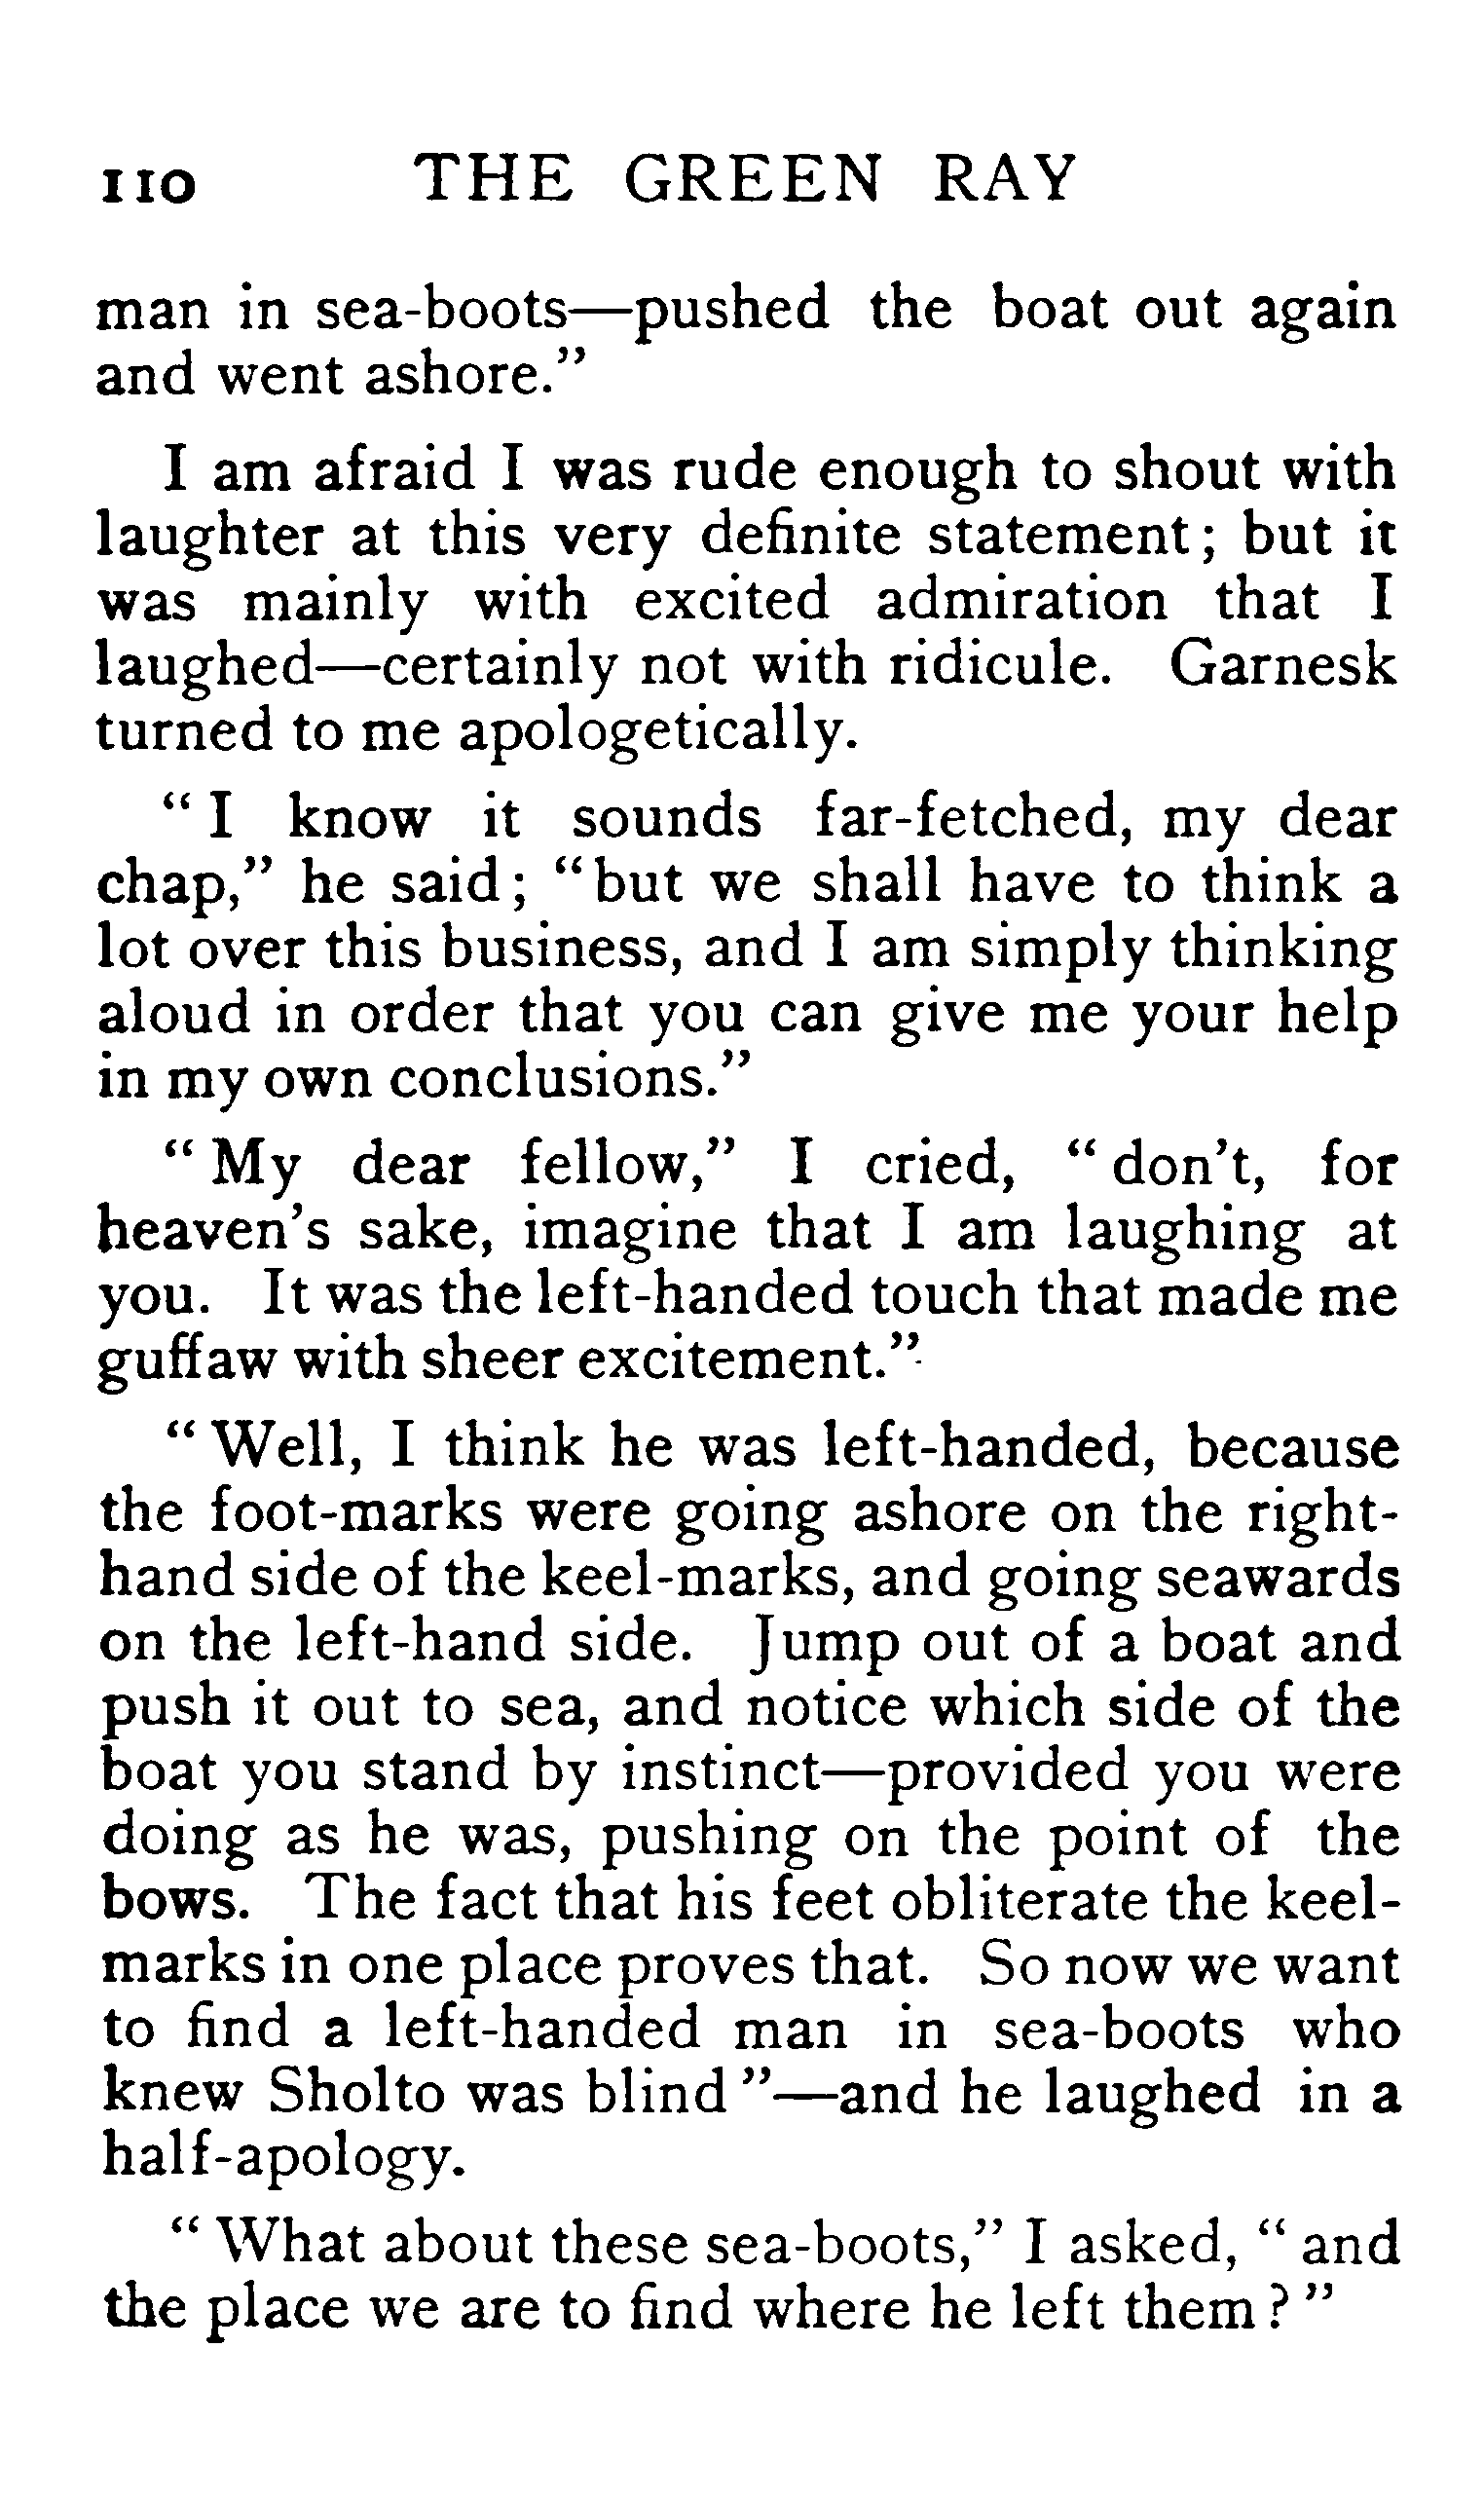 110 THE GREEN RAY
man in sea-boots—pushed the boat out again
and went ashore.”
I am afraid I was rude enough to shout with
laughter at this very definite statement; but it
was mainly with excited admiration that I
laughed—certainly not with ridicule. Garnesk
turned to me apologetically.
“I know it sounds far-fetched, my dear
chap,” he said; “but we shall have to think a
lot over this business, and I am simply thinking
aloud in order that you can give me your help
in my own conclusions.”
“My dear fellow,” I cried, “don't, for
heaven's sake, imagine that I am laughing at
you. It was the left-handed touch that made me
guffaw with sheer excitement.”
“Well, I think he was left-handed, because
the foot-marks were going ashore on the right-
hand side of the keel-marks, and going seawards
on the left-hand side. Jump out of a boat and
push it out to sea, and notice which side of the
boat you stand by instinct—provided you were
doing as he was, pushing on the point of the
bows. The fact that his feet obliterate the keel-
marks in one place proves that. So now we want
to find a left-handed man in sea-boots who
knew Sholto was blind”—and he laughed in a
half-apology.
“What about these sea-boots,” I asked, “and
the place we are to find where he left them?”